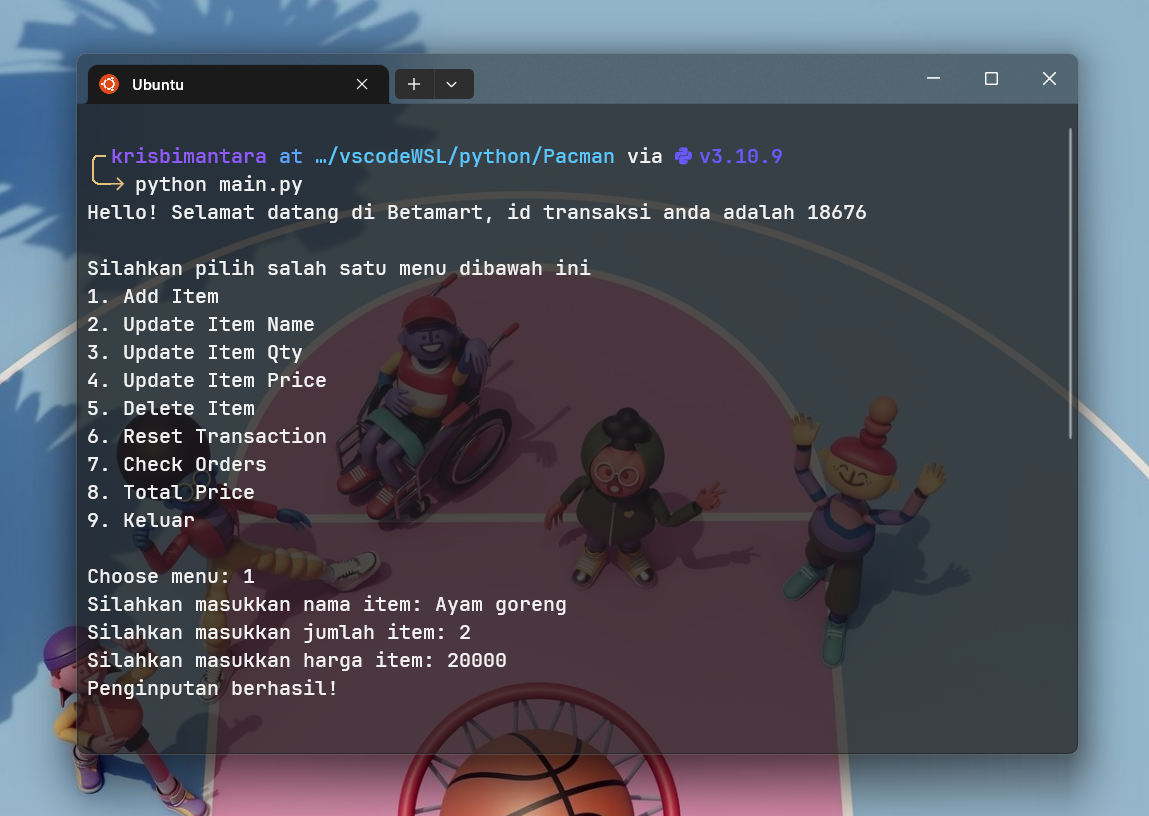 Ubuntu
krisbimantara at …/vscodeWSL/python/Pacman via v3.10.9
python main.py
Hello! Selamat datang di Betamart, id transaksi anda adalah 18676
Silahkan pilih salah satu menu dibawah ini
1. Add Item
2. Update Item Name
3. Update Item Qty
4. Update Item Price
5. Delete Item
6. Reset Transaction
7. Check Orders
8. Total Price
9. Keluar
Choose menu: 1
Silahkan masukkan nama item: Ayam goreng
Silahkan masukkan jumlah item: 2
Silahkan masukkan harga item: 20000
Penginputan berhasil!